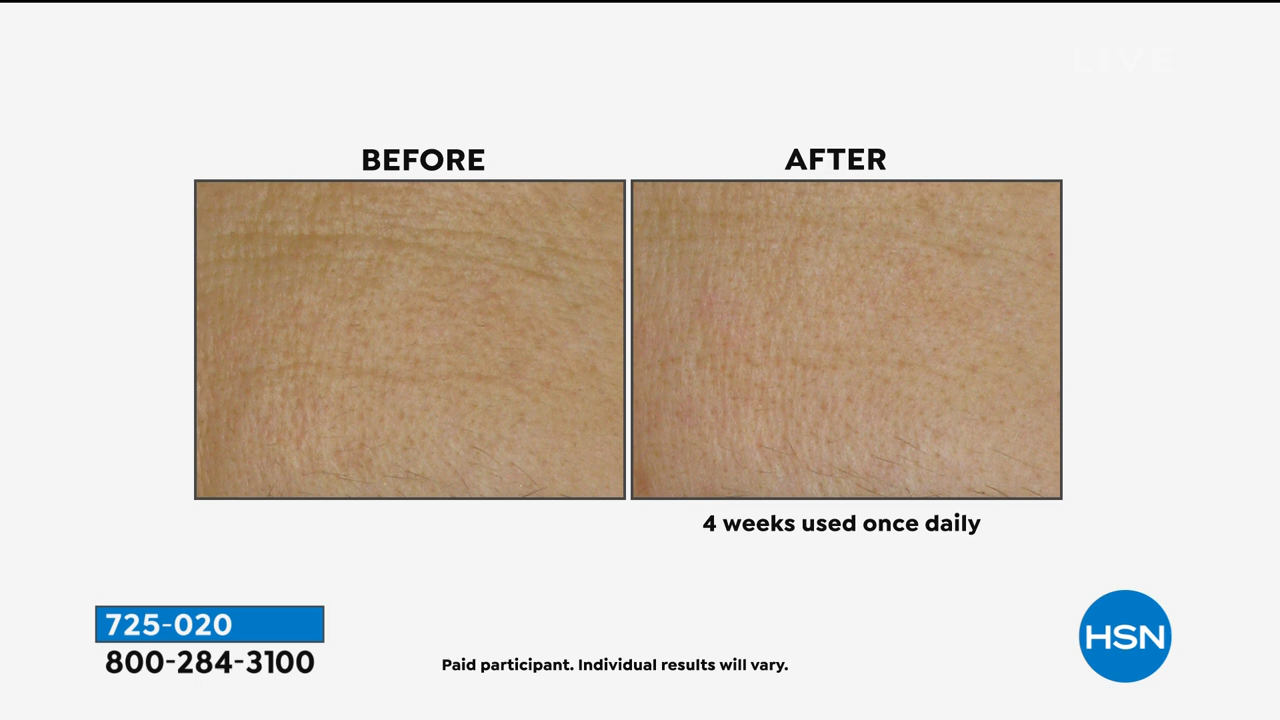 LIVE
BEFORE
AFTER
4 weeks used once daily
725-020
800-284-3100
Paid participant. Individual results will vary.
HSN